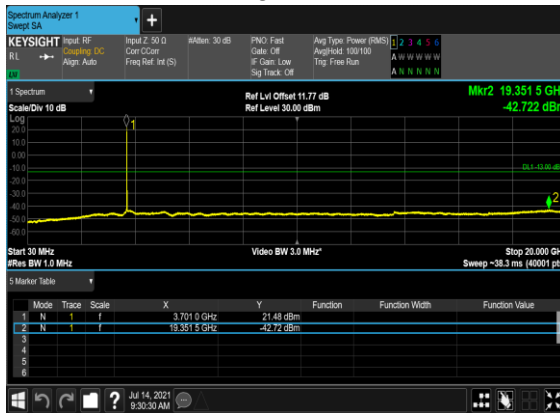 Spectrum Analyzer 1
Swept SA
+
KEYSIGHT Input: RF Input Z: 50 Ω #Atten: 30 dB PNO: Fast Avg Type: Power (RMS) 1 2 3 4 5 6
RL Coupling: DC Corr CCorr Gate: Off Avg|Hold: 100/100 A W W W W W
Align: Auto Freq Ref: Int (S) IF Gain: Low Trig: Free Run
Sig Track: Off A N N N N N
1 Spectrum Ref Lvl Offset 11.77 dB Mkr2 19.351 5 GH
Scale/Div 10 dB Ref Level 30.00 dBm -42.722 dB
Log
20.0 1
10.0
0.00
-10.0 DL1 -13.00 dB
-20.0
-30.0
-40.0 2
-50.0
-60.0
Start 30 MHz Video BW 3.0 MHz* Stop 20.000 GH
#Res BW 1.0 MHz Sweep ~38.3 ms (40001 pt
5 Marker Table
Mode Trace Scale X Y Function Function Width Function Value
1 N 1 f 3.701 0 GHz 21.48 dBm
2 N 1 f 19.351 5 GHz -42.72 dBm
3
4
5
6
? Jul 14, 2021
9:30:30 AM